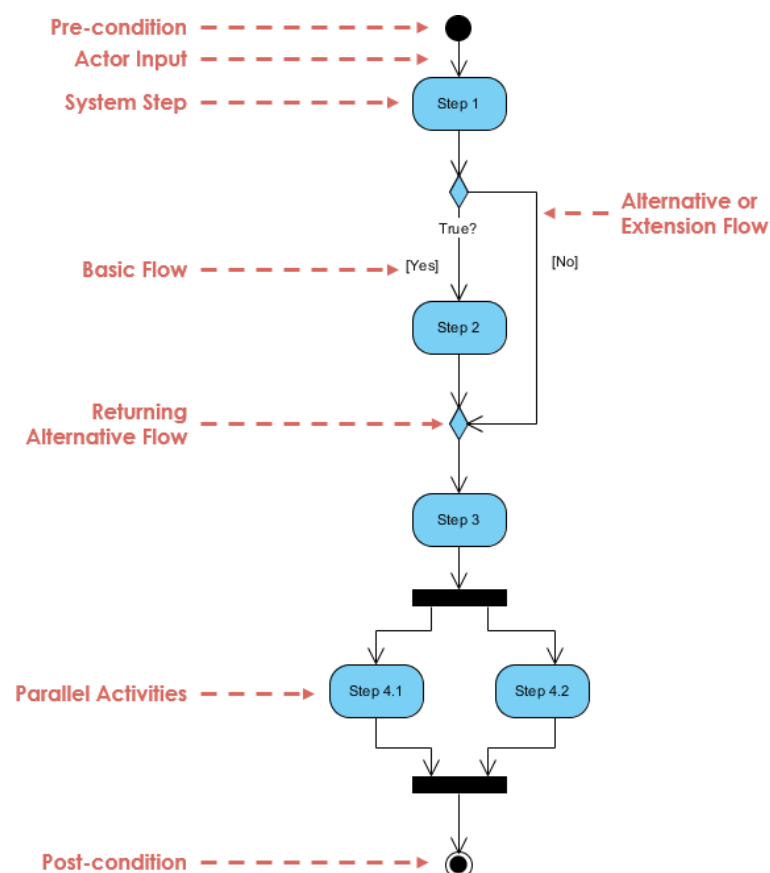 Pre-condition
Actor Input
System Step
Step 1
Alternative or
Extension Flow
True?
Basic Flow
[Yes]
[No]
Step 2
Returning
Alternative Flow
Step 3
Parallel Activities
Step 4.1
Step 4.2
Post-condition